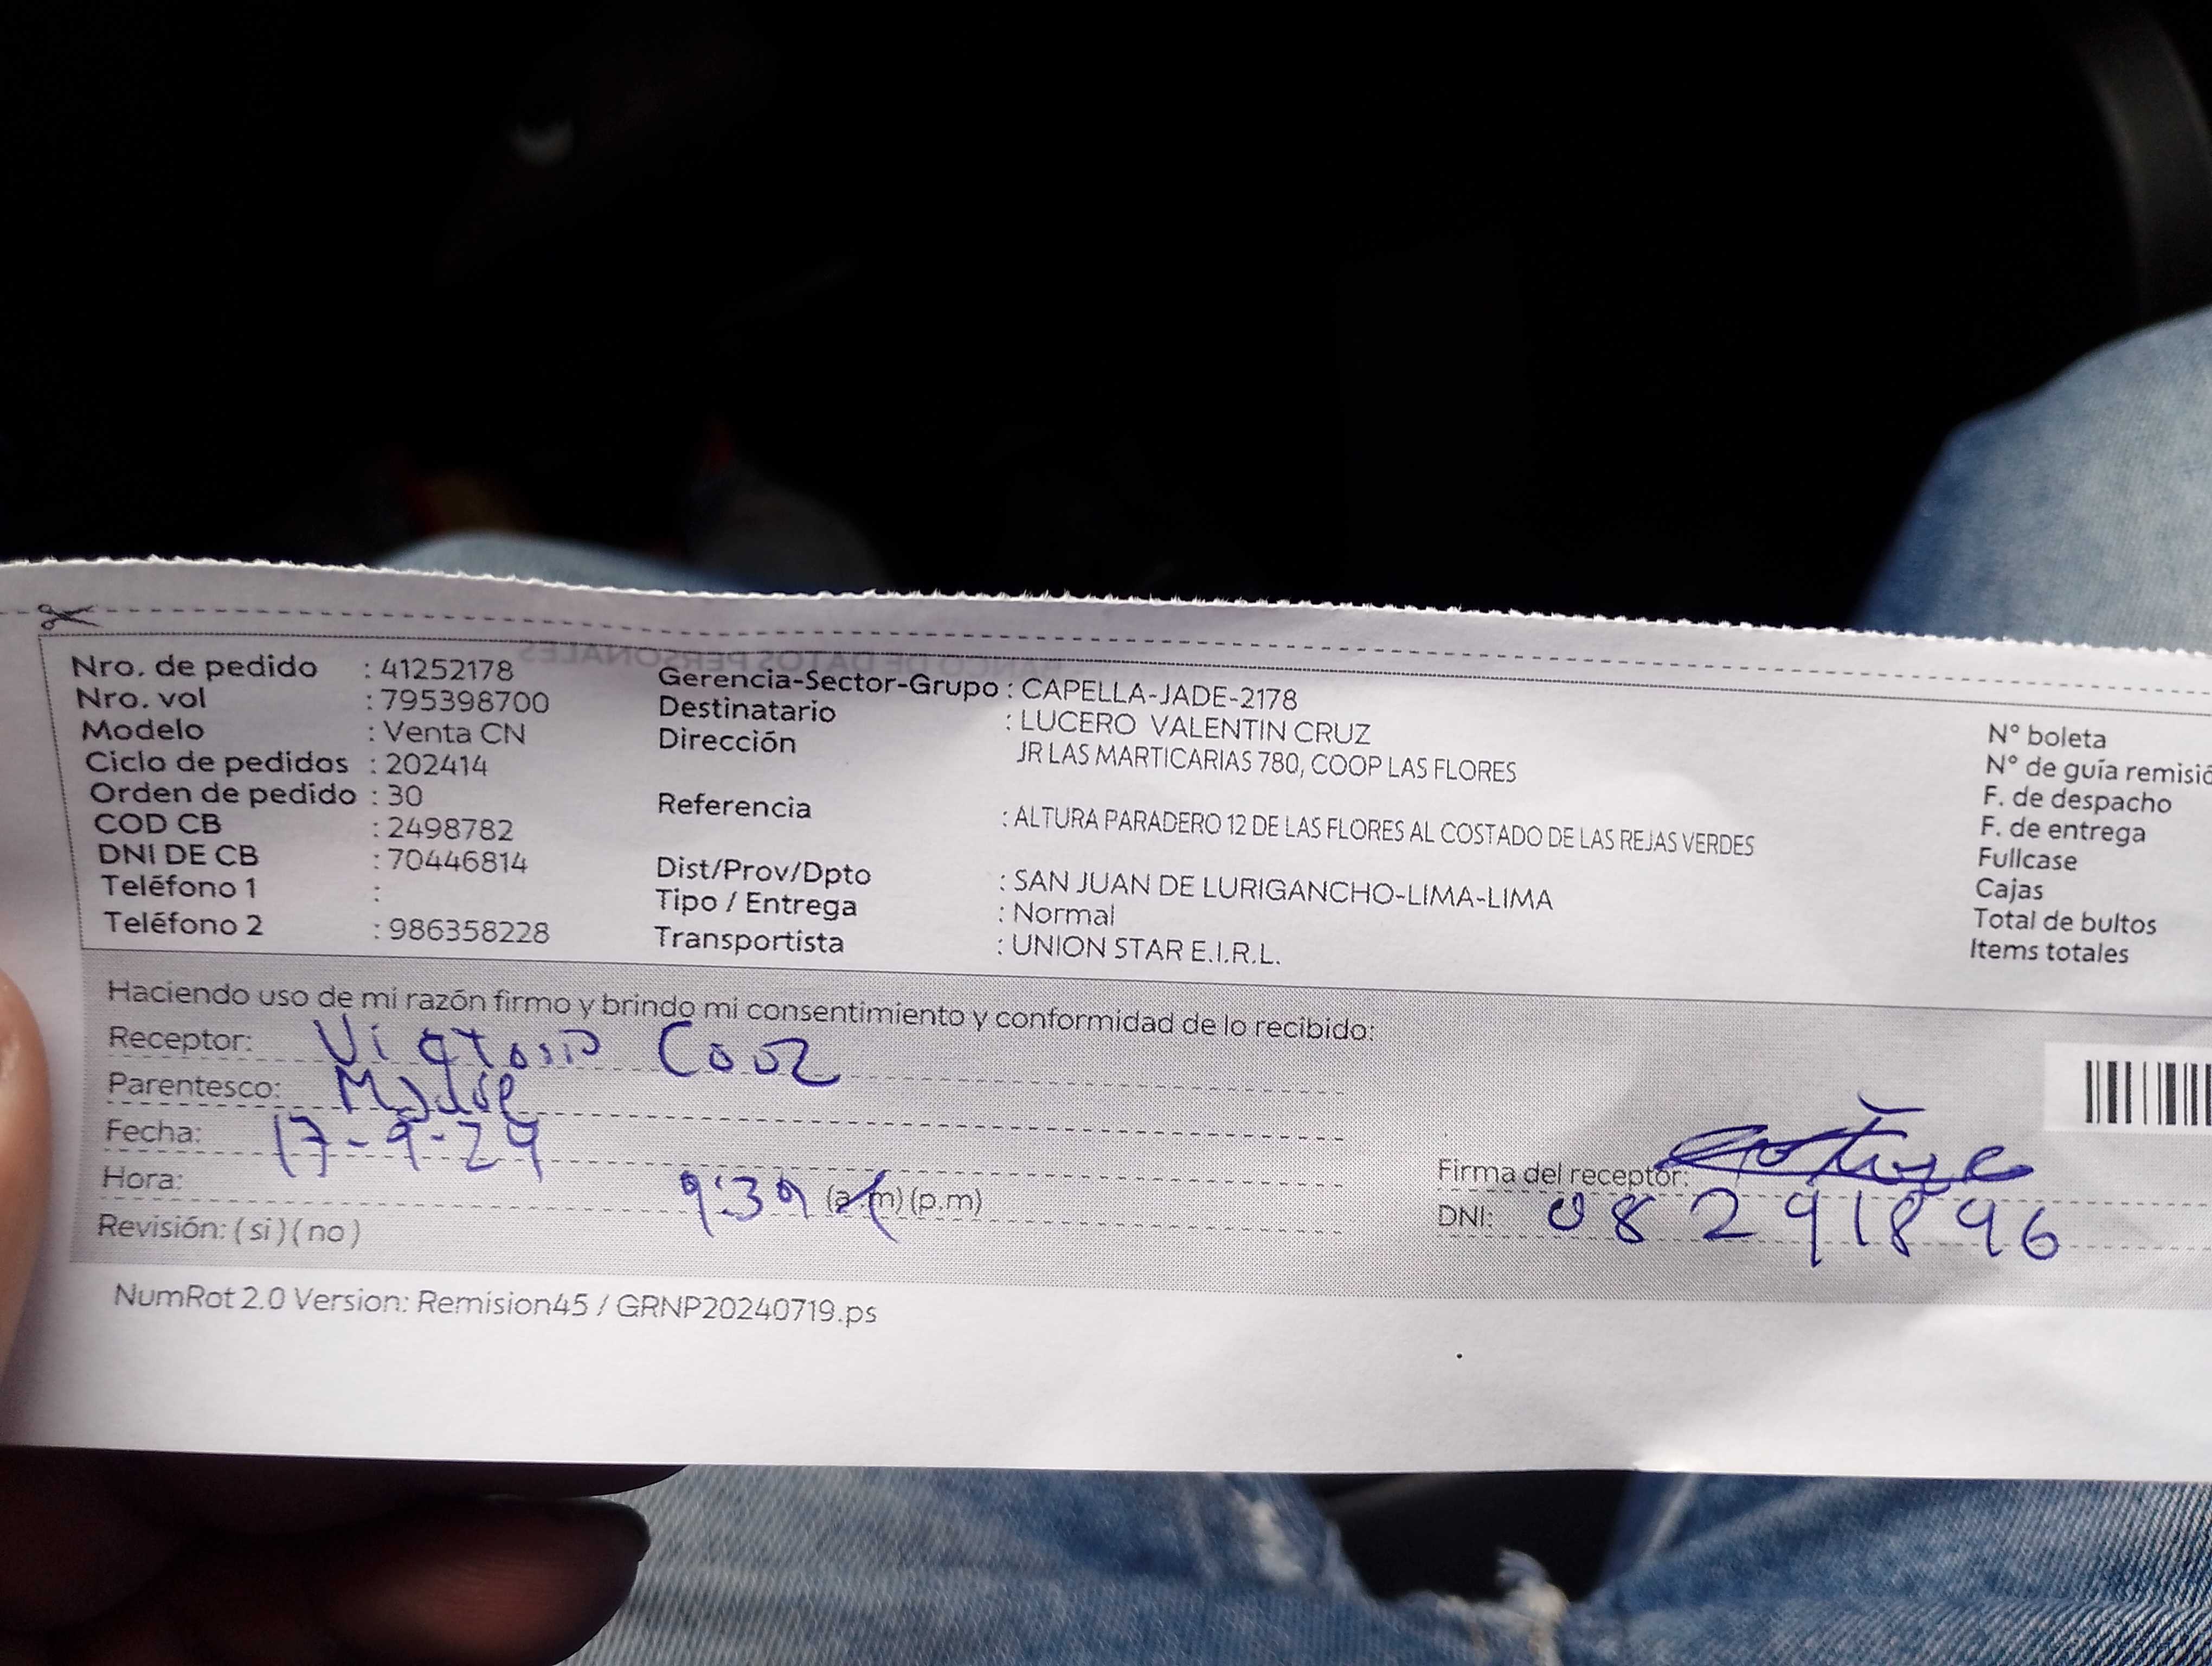 Nro. de pedido : 41252178
Nro. vol : 795398700
Modelo : Venta CN
Ciclo de pedidos : 202414
Orden de pedido : 30
COD CB : 2498782
DNI DE CB : 70446814
Teléfono 1 :
Teléfono 2 : 986358228
Gerencia-Sector-Grupo : CAPELLA-JADE-2178
Destinatario : LUCERO VALENTIN CRUZ
Dirección JR LAS MARTICARIAS 780, COOP LAS FLORES
Referencia : ALTURA PARADERO 12 DE LAS FLORES AL COSTADO DE LAS REJAS VERDES
Dist/Prov/Dpto : SAN JUAN DE LURIGANCHO-LIMA-LIMA
Tipo / Entrega : Normal
Transportista : UNION STAR E.I.R.L.
N° boleta
N° de guía remisió
F. de despacho
F. de entrega
Fullcase
Cajas
Total de bultos
Items totales
Haciendo uso de mi razón firmo y brindo mi consentimiento y conformidad de lo recibido:
Receptor:
Parentesco: Madre
Fecha: 17-9-24
Hora: 9:39 (a.m) (p.m)
Revisión: ( si ) ( no )
Firma del receptor:
DNI: 08291896
NumRot 2.0 Version: Remision45 / GRNP20240719.ps